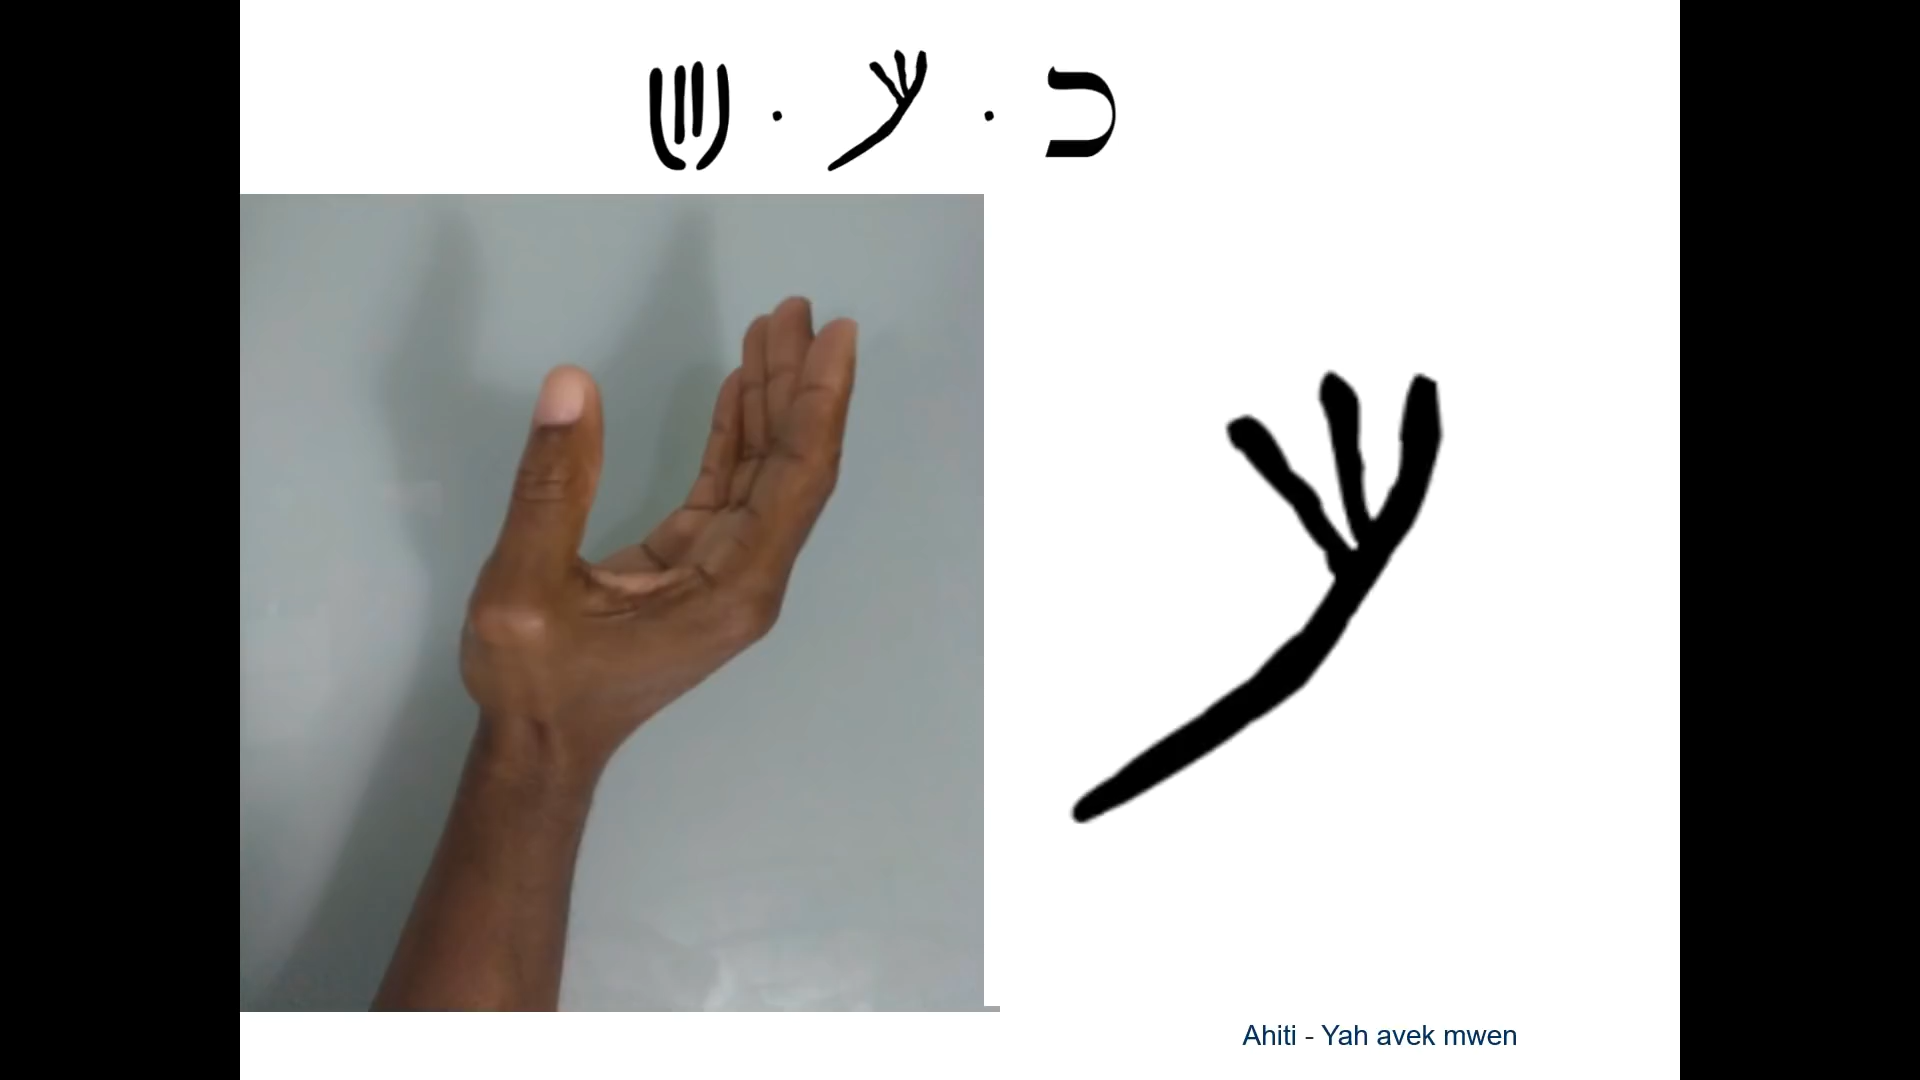 𐤊 · כ
Ahiti - Yah avek mwen